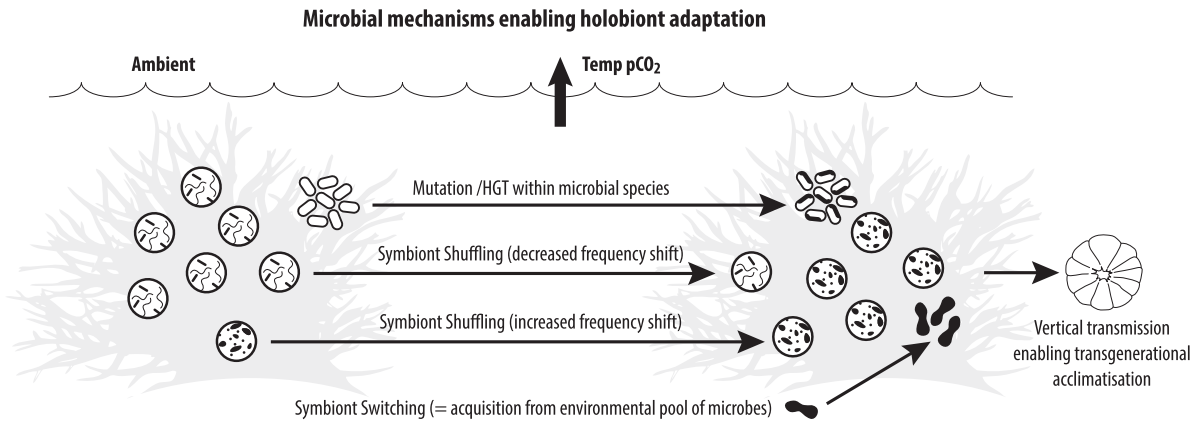 Microbial mechanisms enabling holobiont adaptation
Ambient
Temp pCO₂
Mutation /HGT within microbial species
Symbiont Shuffling (decreased frequency shift)
Symbiont Shuffling (increased frequency shift)
Symbiont Switching (= acquisition from environmental pool of microbes)
Vertical transmission
enabling transgenerational
acclimatisation